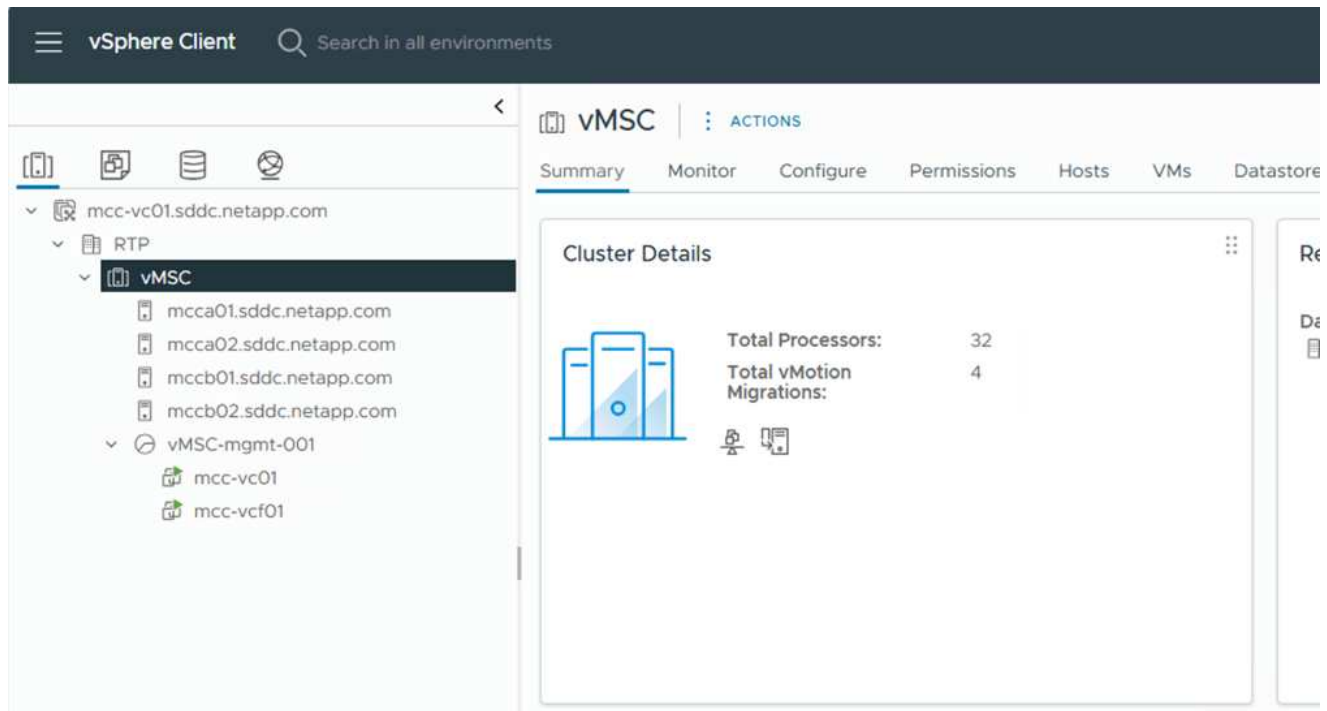 vSphere Client
Search in all environments
vMSC
ACTIONS
Summary Monitor Configure Permissions Hosts VMs Datastore
mcc-vc01.sddc.netapp.com
RTP
vMSC
mcca01.sddc.netapp.com
mcca02.sddc.netapp.com
mccb01.sddc.netapp.com
mccb02.sddc.netapp.com
vMSC-mgmt-001
mcc-vc01
mcc-vcf01
Cluster Details
Total Processors: 32
Total vMotion 4
Migrations:
Re
Da